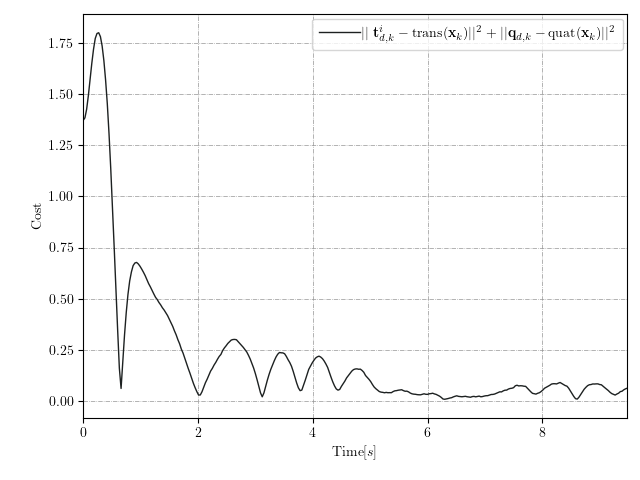 || t^i_{d,k} − trans(x_k)||² + ||q_{d,k} − quat(x_k)||²
1.75
1.50
1.25
1.00
0.75
0.50
0.25
0.00
Cost
0 2 4 6 8
Time[s]